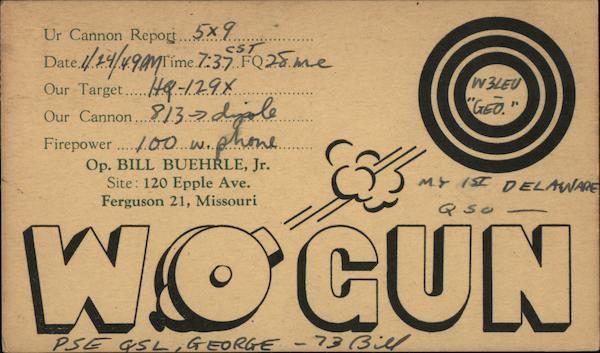 Ur Cannon Report 5x9
Date 1/24/49 AM Time 7:37 CST FQ 28 mc
Our Target HQ-129X
Our Cannon 813 → dipole
Firepower 100 w. phone
Op. BILL BUEHRLE, Jr.
Site: 120 Epple Ave.
Ferguson 21, Missouri
W3LEU
—
"GEO."
MY 1ST DELAWARE
QSO —
WØGUN
PSE QSL, GEORGE - 73 Bill